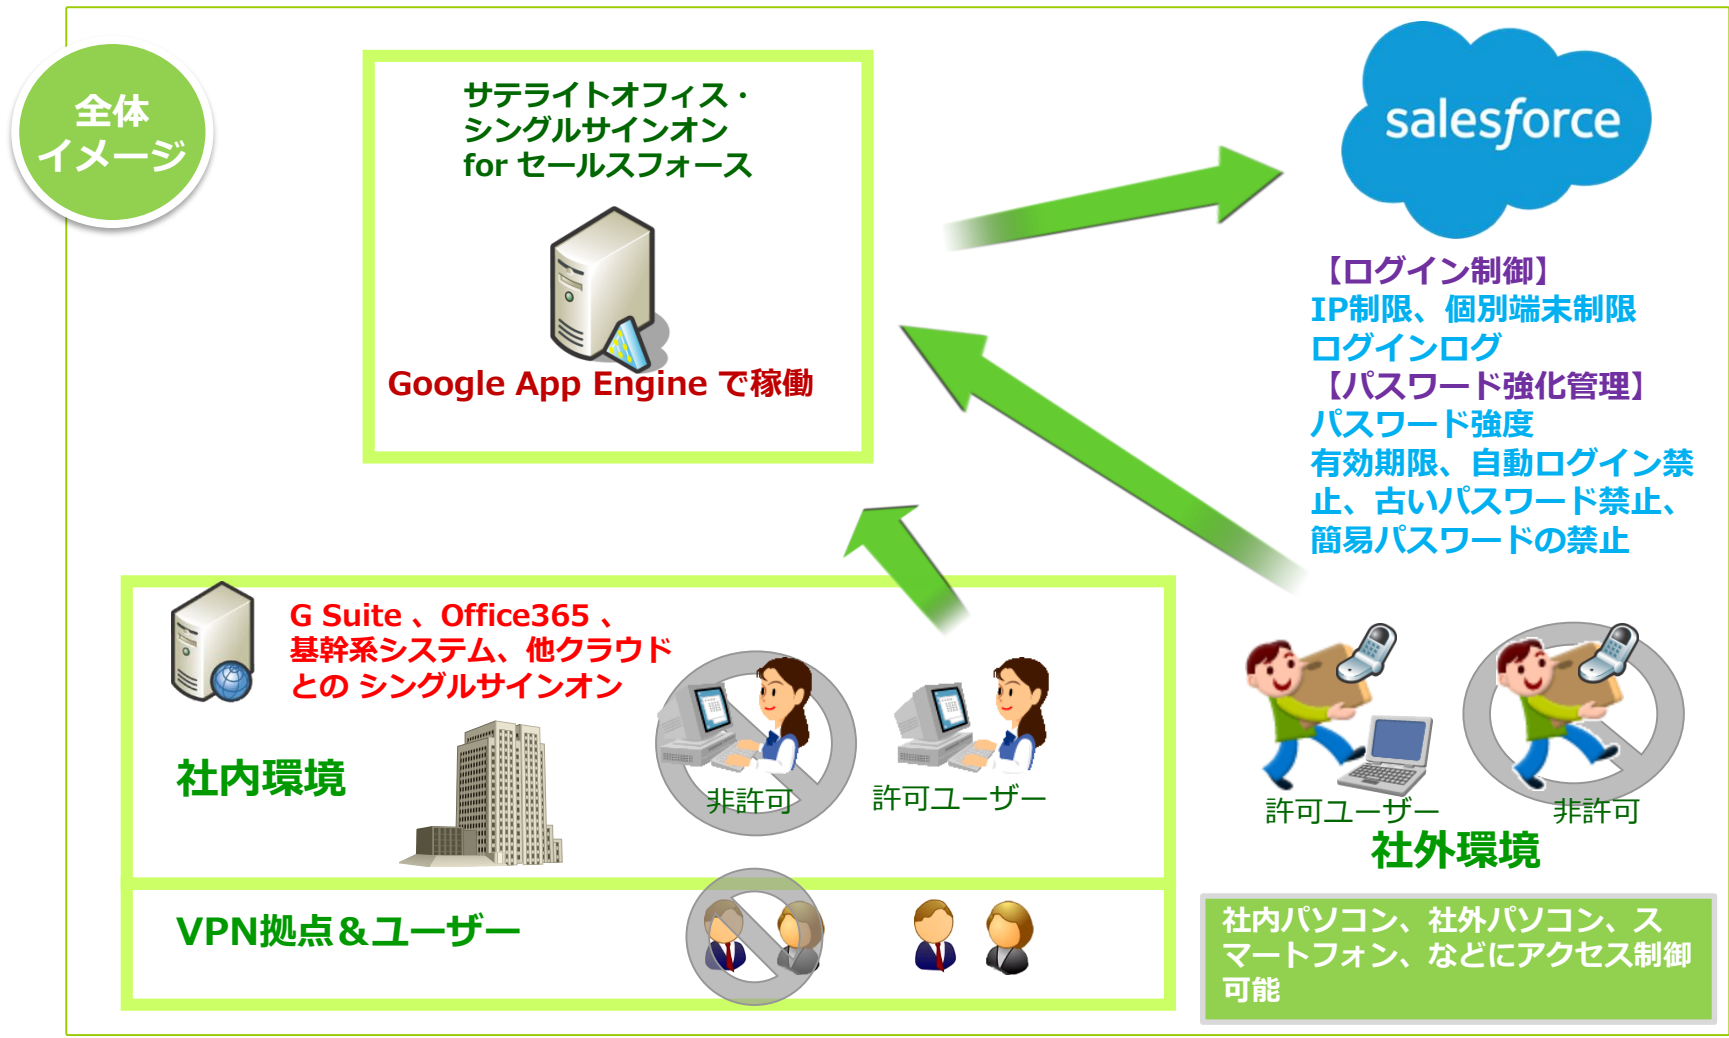 全体
イメージ
サテライトオフィス・
シングルサインオン
for セールスフォース
Google App Engine で稼働
salesforce
【ログイン制御】
IP制限、個別端末制限
ログインログ
【パスワード強化管理】
パスワード強度
有効期限、自動ログイン禁
止、古いパスワード禁止、
簡易パスワードの禁止
G Suite 、Office365 、
基幹系システム、他クラウド
との シングルサインオン
社内環境
非許可
許可ユーザー
許可ユーザー
非許可
社外環境
VPN拠点＆ユーザー
社内パソコン、社外パソコン、ス
マートフォン、などにアクセス制御
可能